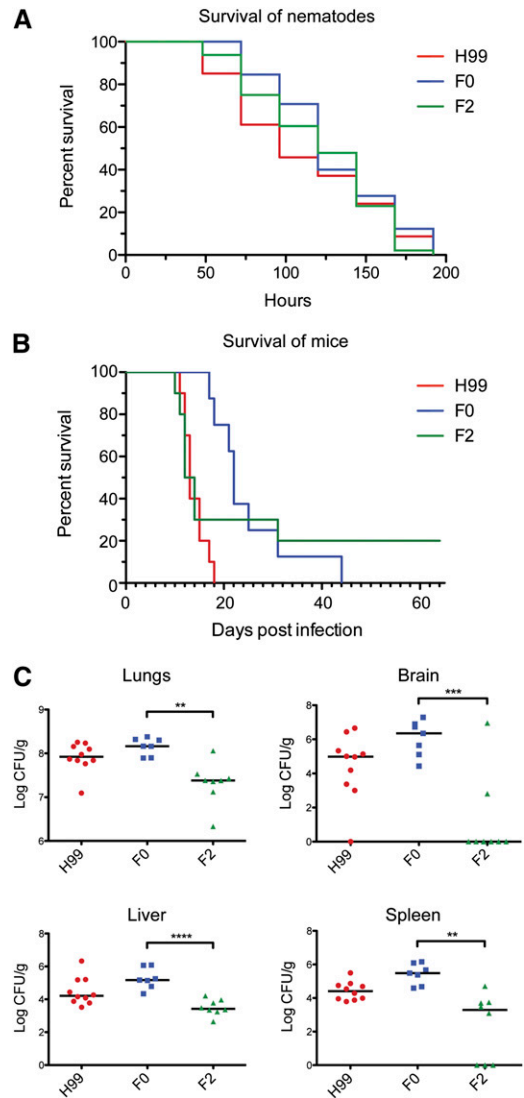 A
Survival of nematodes
100
80
60
40
20
0
Percent survival
H99
F0
F2
0 50 100 150 200
Hours
B
Survival of mice
100
80
60
40
20
0
Percent survival
H99
F0
F2
0 20 40 60
Days post infection
C
Lungs
9
8
7
6
Log CFU/g
**
H99 F0 F2
Brain
8
6
4
2
0
Log CFU/g
***
H99 F0 F2
Liver
8
6
4
2
0
Log CFU/g
****
H99 F0 F2
Spleen
8
6
4
2
0
Log CFU/g
**
H99 F0 F2